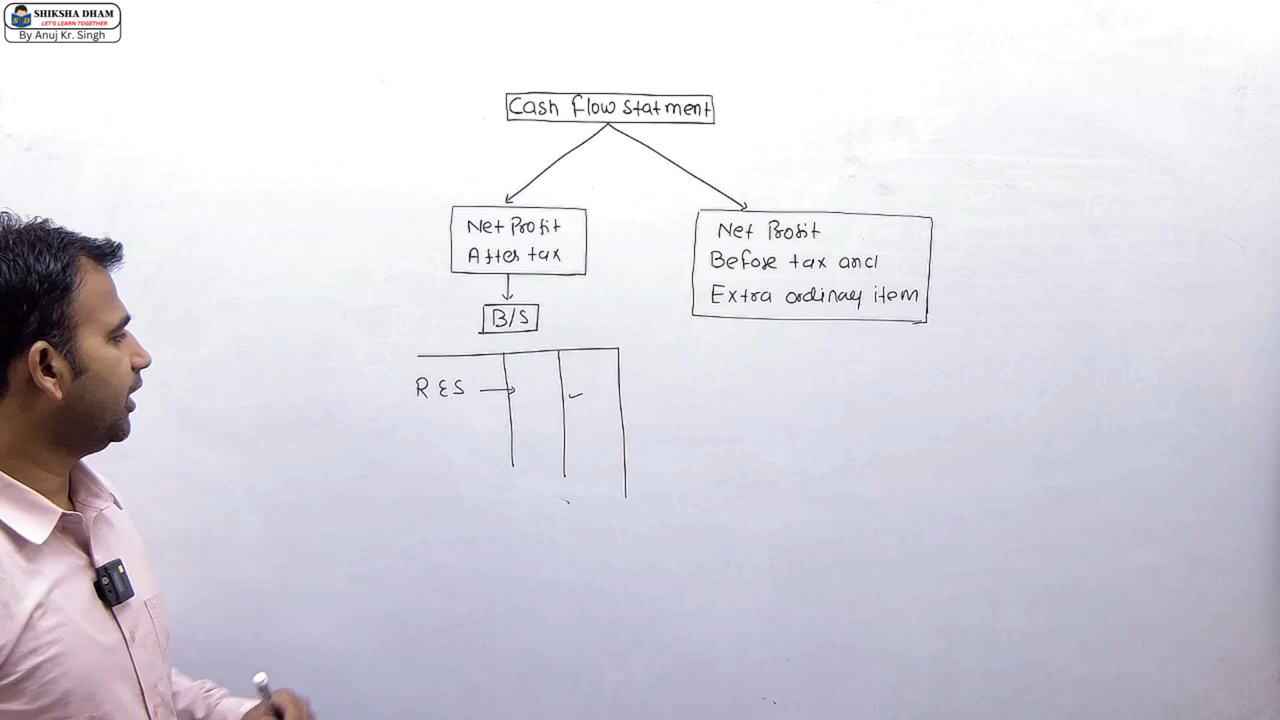 SHIKSHA DHAM
LET'S LEARN TOGETHER
By Anuj Kr. Singh
Cash flow statment
Net Profit
After tax
Net Profit
Before tax and
Extra ordinary item
B/S
R & S